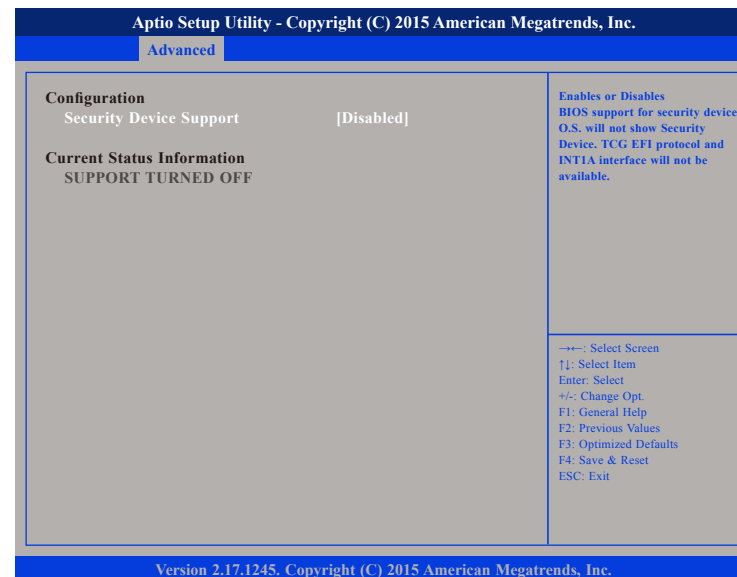 Aptio Setup Utility - Copyright (C) 2015 American Megatrends, Inc.
Advanced
Configuration
Security Device Support [Disabled]
Current Status Information
SUPPORT TURNED OFF
Enables or Disables
BIOS support for security device
O.S. will not show Security
Device. TCG EFI protocol and
INT1A interface will not be
available.
→←: Select Screen
↑↓: Select Item
Enter: Select
+/-: Change Opt.
F1: General Help
F2: Previous Values
F3: Optimized Defaults
F4: Save & Reset
ESC: Exit
Version 2.17.1245. Copyright (C) 2015 American Megatrends, Inc.